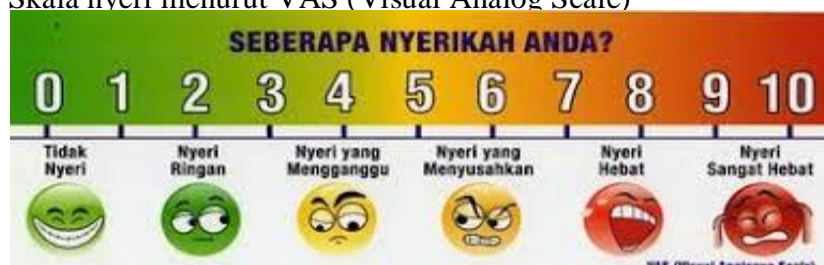 Skala nyeri menurut VAS (Visual Analog Scale)
SEBERAPA NYERIKAH ANDA?
0 1 2 3 4 5 6 7 8 9 10
Tidak Nyeri Nyeri yang Nyeri yang Nyeri Nyeri
Nyeri Ringan Mengganggu Menyusahkan Hebat Sangat Hebat